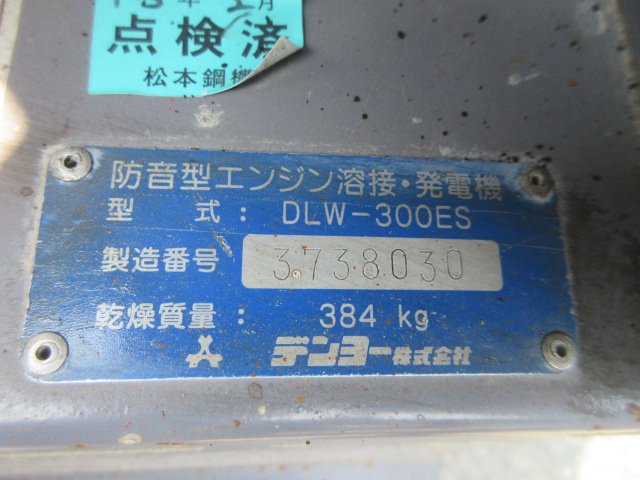 点検済
松本鋼機
防音型エンジン溶接・発電機
型 式： DLW-300ES
製造番号 3738030
乾燥質量： 384 kg
デンヨー株式会社